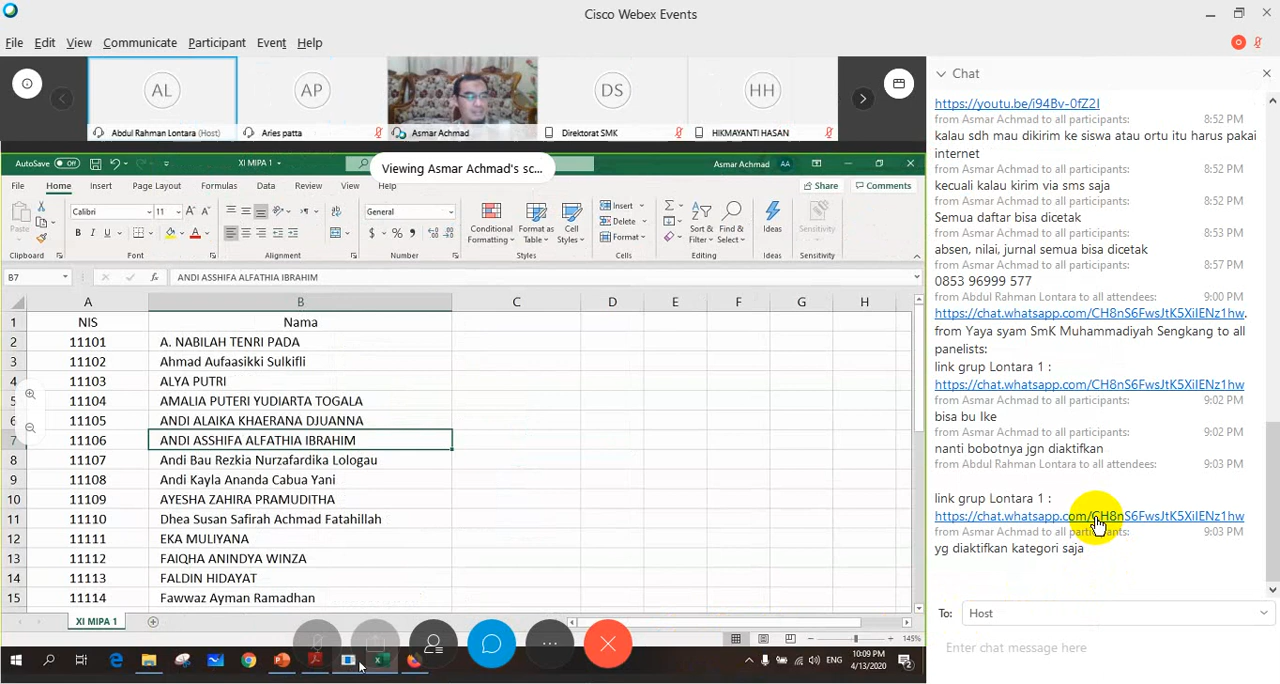 Cisco Webex Events
File Edit View Communicate Participant Event Help
AL AP DS HH
Abdul Rahman Lontara (Host) Aries patta Asmar Achmad Direktorat SMK HIKMAYANTI HASAN
AutoSave Off XI MIPA 1 Viewing Asmar Achmad's sc... Asmar Achmad AA
File Home Insert Page Layout Formulas Data Review View Help Share Comments
Calibri 11 General Insert Delete Format
Paste B I U Conditional Formatting Format as Table Cell Styles Sort & Filter Find & Select Ideas Sensitivity
Clipboard Font Alignment Number Styles Cells Editing Ideas Sensitivity
B7 fx ANDI ASSHIFA ALFATHIA IBRAHIM
A B C D E F G H
1 NIS Nama
2 11101 A. NABILAH TENRI PADA
3 11102 Ahmad Aufaasikki Sulkifli
4 11103 ALYA PUTRI
5 11104 AMALIA PUTERI YUDIARTA TOGALA
6 11105 ANDI ALAIKA KHAERANA DJUANNA
7 11106 ANDI ASSHIFA ALFATHIA IBRAHIM
8 11107 Andi Bau Rezkia Nurzafardika Lologau
9 11108 Andi Kayla Ananda Cabua Yani
10 11109 AYESHA ZAHIRA PRAMUDITHA
11 11110 Dhea Susan Safirah Achmad Fatahillah
12 11111 EKA MULIYANA
13 11112 FAIQHA ANINDYA WINZA
14 11113 FALDIN HIDAYAT
15 11114 Fawwaz Ayman Ramadhan
XI MIPA 1
145%
ENG 10:09 PM
4/13/2020 2
Chat
https://youtu.be/i94Bv-0fZ2I
from Asmar Achmad to all participants: 8:52 PM
kalau sdh mau dikirim ke siswa atau ortu itu harus pakai
internet
from Asmar Achmad to all participants: 8:52 PM
kecuali kalau kirim via sms saja
from Asmar Achmad to all participants: 8:52 PM
Semua daftar bisa dicetak
from Asmar Achmad to all participants: 8:53 PM
absen, nilai, jurnal semua bisa dicetak
from Asmar Achmad to all participants: 8:57 PM
0853 96999 577
from Abdul Rahman Lontara to all attendees: 9:00 PM
https://chat.whatsapp.com/CH8nS6FwsJtK5XiIENz1hw.
from Yaya syam SmK Muhammadiyah Sengkang to all
panelists:
link grup Lontara 1 :
https://chat.whatsapp.com/CH8nS6FwsJtK5XiIENz1hw
from Asmar Achmad to all participants: 9:02 PM
bisa bu Ike
from Asmar Achmad to all participants: 9:02 PM
nanti bobotnya jgn diaktifkan
from Abdul Rahman Lontara to all attendees: 9:03 PM
link grup Lontara 1 :
https://chat.whatsapp.com/CH8nS6FwsJtK5XiIENz1hw
from Asmar Achmad to all participants: 9:03 PM
yg diaktifkan kategori saja
To: Host
Enter chat message here